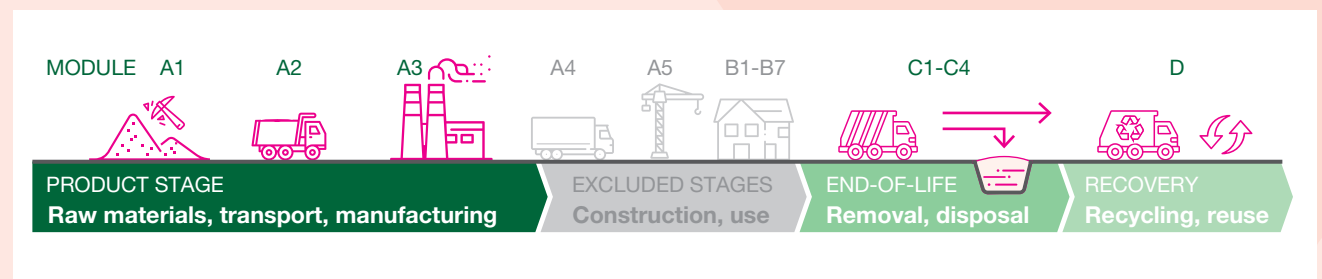 MODULE A1 A2 A3 A4 A5 B1-B7 C1-C4 D
PRODUCT STAGE
Raw materials, transport, manufacturing
EXCLUDED STAGES
Construction, use
END-OF-LIFE
Removal, disposal
RECOVERY
Recycling, reuse